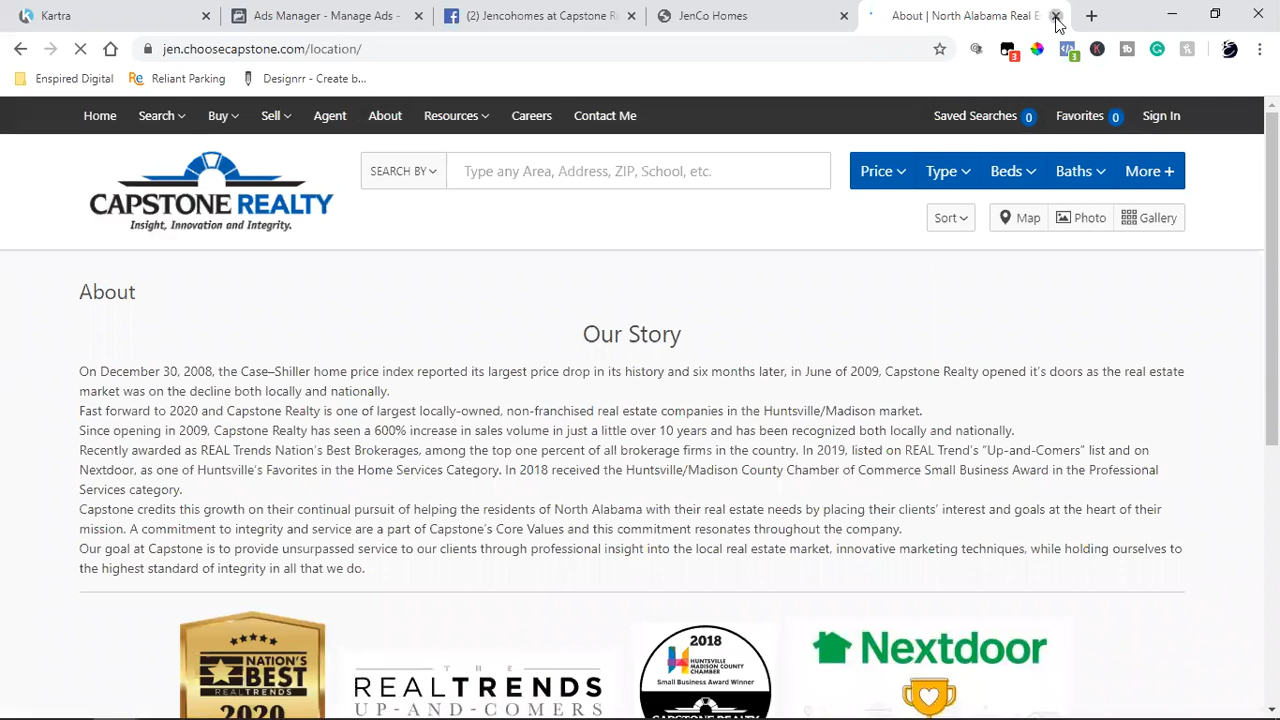 Kartra
Ads Manager - Manage Ads -
(2) Jencohomes at Capstone R
JenCo Homes
About | North Alabama Real E
jen.choosecapstone.com/location/
3
3
K
tb
Enspired Digital
Re Reliant Parking
Designrr - Create b...
Home
Search
Buy
Sell
Agent
About
Resources
Careers
Contact Me
Saved Searches 0
Favorites 0
Sign In
CAPSTONE REALTY
Insight, Innovation and Integrity.
SEARCH BY
Type any Area, Address, ZIP, School, etc.
Price
Type
Beds
Baths
More +
Sort
Map
Photo
Gallery
About
Our Story
On December 30, 2008, the Case–Shiller home price index reported its largest price drop in its history and six months later, in June of 2009, Capstone Realty opened it's doors as the real estate
market was on the decline both locally and nationally.
Fast forward to 2020 and Capstone Realty is one of largest locally-owned, non-franchised real estate companies in the Huntsville/Madison market.
Since opening in 2009, Capstone Realty has seen a 600% increase in sales volume in just a little over 10 years and has been recognized both locally and nationally.
Recently awarded as REAL Trends Nation's Best Brokerages, among the top one percent of all brokerage firms in the country. In 2019, listed on REAL Trend's "Up-and-Comers" list and on
Nextdoor, as one of Huntsville's Favorites in the Home Services Category. In 2018 received the Huntsville/Madison County Chamber of Commerce Small Business Award in the Professional
Services category.
Capstone credits this growth on their continual pursuit of helping the residents of North Alabama with their real estate needs by placing their clients' interest and goals at the heart of their
mission. A commitment to integrity and service are a part of Capstone's Core Values and this commitment resonates throughout the company.
Our goal at Capstone is to provide unsurpassed service to our clients through professional insight into the local real estate market, innovative marketing techniques, while holding ourselves to
the highest standard of integrity in all that we do.
NATION'S
BEST
REALTRENDS
2020
THE
REALTRENDS
UP-AND-COMERS
2018
HUNTSVILLE
MADISON COUNTY
CHAMBER
Small Business Award Winner
CAPSTONE
Nextdoor